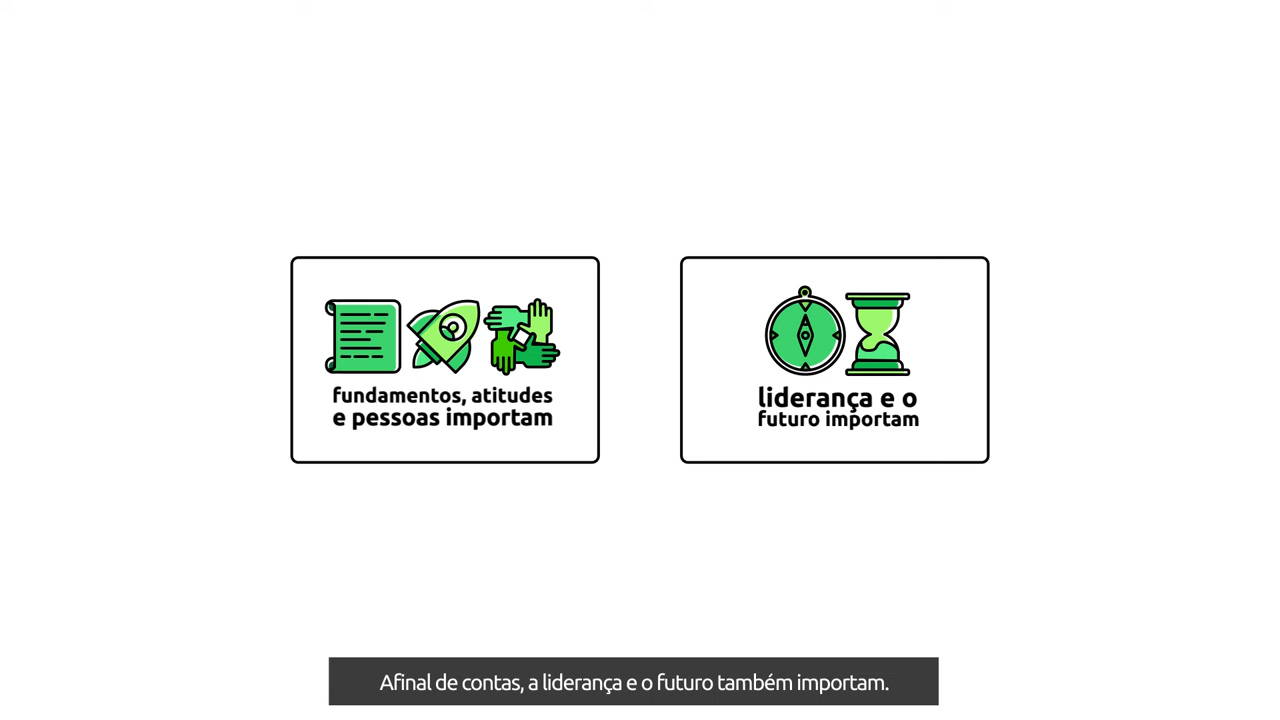 fundamentos, atitudes
e pessoas importam
liderança e o
futuro importam
Afinal de contas, a liderança e o futuro também importam.